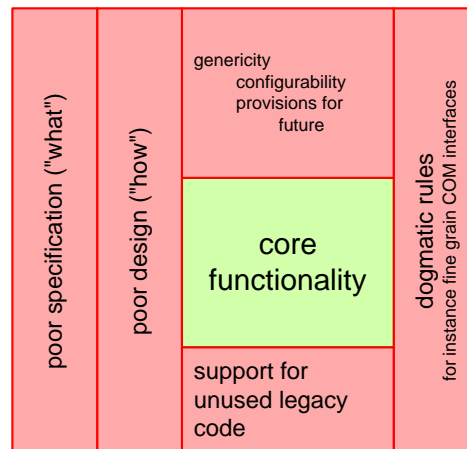 poor specification ("what")
poor design ("how")
genericity
configurability
provisions for
future
core
functionality
support for
unused legacy
code
dogmatic rules
for instance fine grain COM interfaces